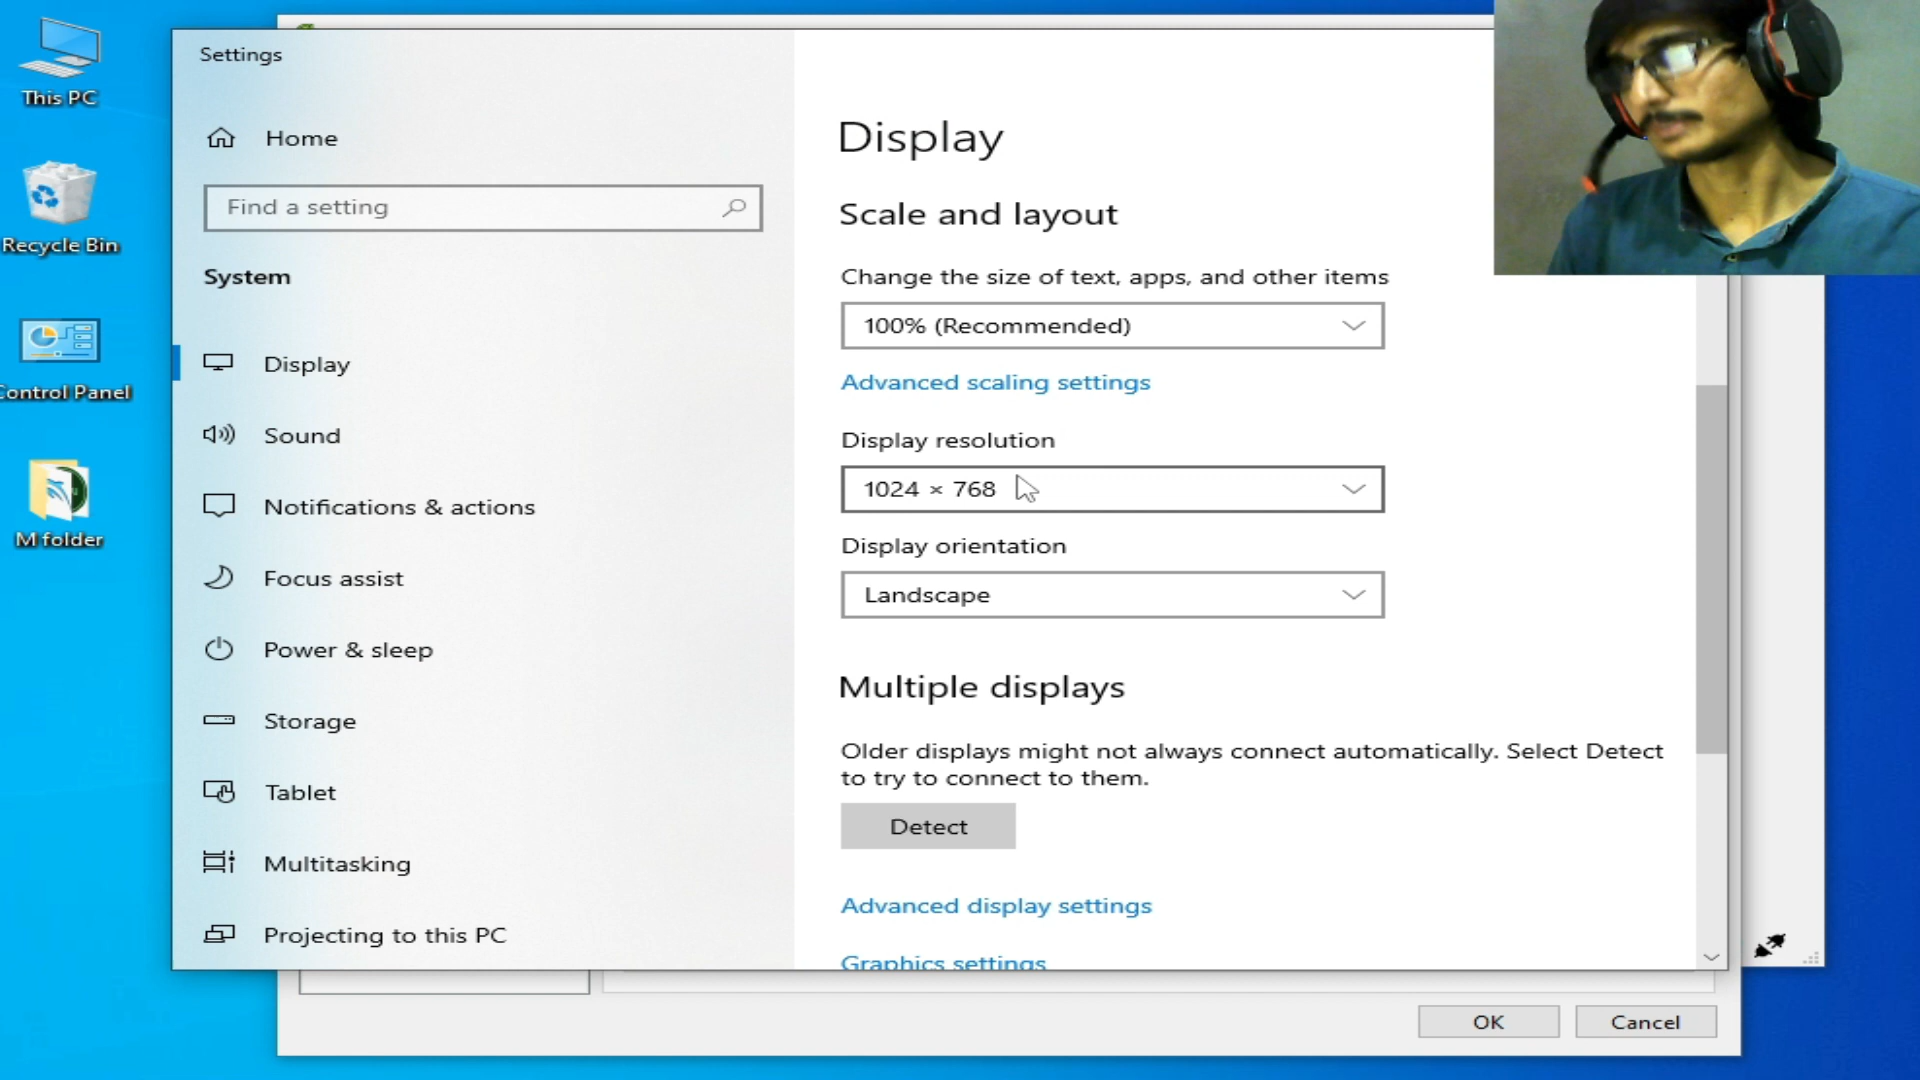 This PC
Recycle Bin
Control Panel
M folder
Settings
Home
Find a setting
System
Display
Sound
Notifications & actions
Focus assist
Power & sleep
Storage
Tablet
Multitasking
Projecting to this PC
Display
Scale and layout
Change the size of text, apps, and other items
100% (Recommended)
Advanced scaling settings
Display resolution
1024 × 768
Display orientation
Landscape
Multiple displays
Older displays might not always connect automatically. Select Detect
to try to connect to them.
Detect
Advanced display settings
Graphics settings
OK
Cancel